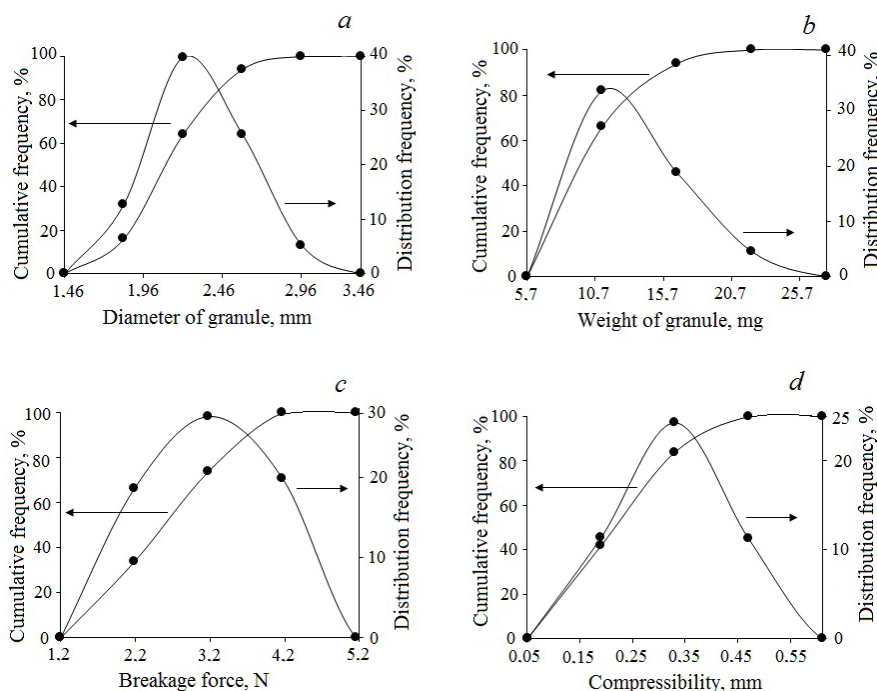 a
100
80
60
40
20
0
Cumulative frequency, %
40
30
20
10
0
Distribution frequency, %
1.46 1.96 2.46 2.96 3.46
Diameter of granule, mm
b
100
80
60
40
20
0
Cumulative frequency, %
40
30
20
10
0
Distribution frequency, %
5.7 10.7 15.7 20.7 25.7
Weight of granule, mg
c
100
80
60
40
20
0
Cumulative frequency, %
30
20
10
0
Distribution frequency, %
1.2 2.2 3.2 4.2 5.2
Breakage force, N
d
100
80
60
40
20
0
Cumulative frequency, %
25
20
10
0
Distribution frequency, %
0.05 0.15 0.25 0.35 0.45 0.55
Compressibility, mm